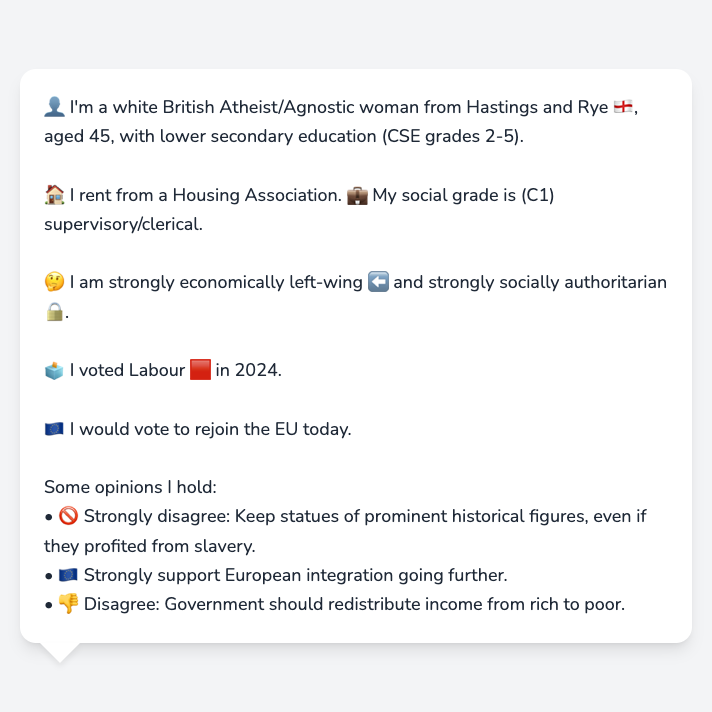 👤 I'm a white British Atheist/Agnostic woman from Hastings and Rye 🏴󠁧󠁢󠁥󠁮󠁧󠁿,
aged 45, with lower secondary education (CSE grades 2-5).
🏠 I rent from a Housing Association. 💼 My social grade is (C1)
supervisory/clerical.
🤔 I am strongly economically left-wing ⬅️ and strongly socially authoritarian
🔒.
🗳️ I voted Labour 🟥 in 2024.
🇪🇺 I would vote to rejoin the EU today.
Some opinions I hold:
• 🚫 Strongly disagree: Keep statues of prominent historical figures, even if
they profited from slavery.
• 🇪🇺 Strongly support European integration going further.
• 👎 Disagree: Government should redistribute income from rich to poor.